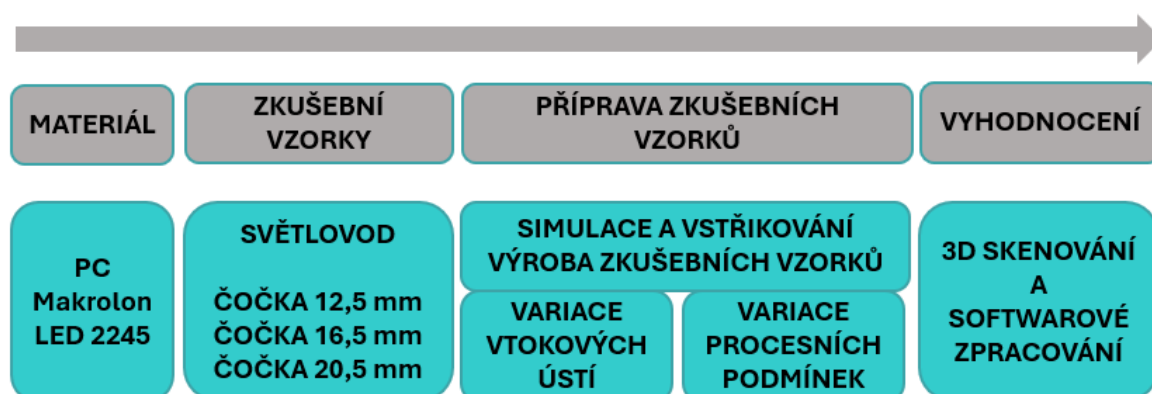 MATERIÁL
ZKUŠEBNÍ
VZORKY
PŘÍPRAVA ZKUŠEBNÍCH
VZORKŮ
VYHODNOCENÍ
PC
Makrolon
LED 2245
SVĚTLOVOD
ČOČKA 12,5 mm
ČOČKA 16,5 mm
ČOČKA 20,5 mm
SIMULACE A VSTŘIKOVÁNÍ
VÝROBA ZKUŠEBNÍCH VZORKŮ
VARIACE
VTOKOVÝCH
ÚSTÍ
VARIACE
PROCESNÍCH
PODMÍNEK
3D SKENOVÁNÍ
A
SOFTWAROVÉ
ZPRACOVÁNÍ